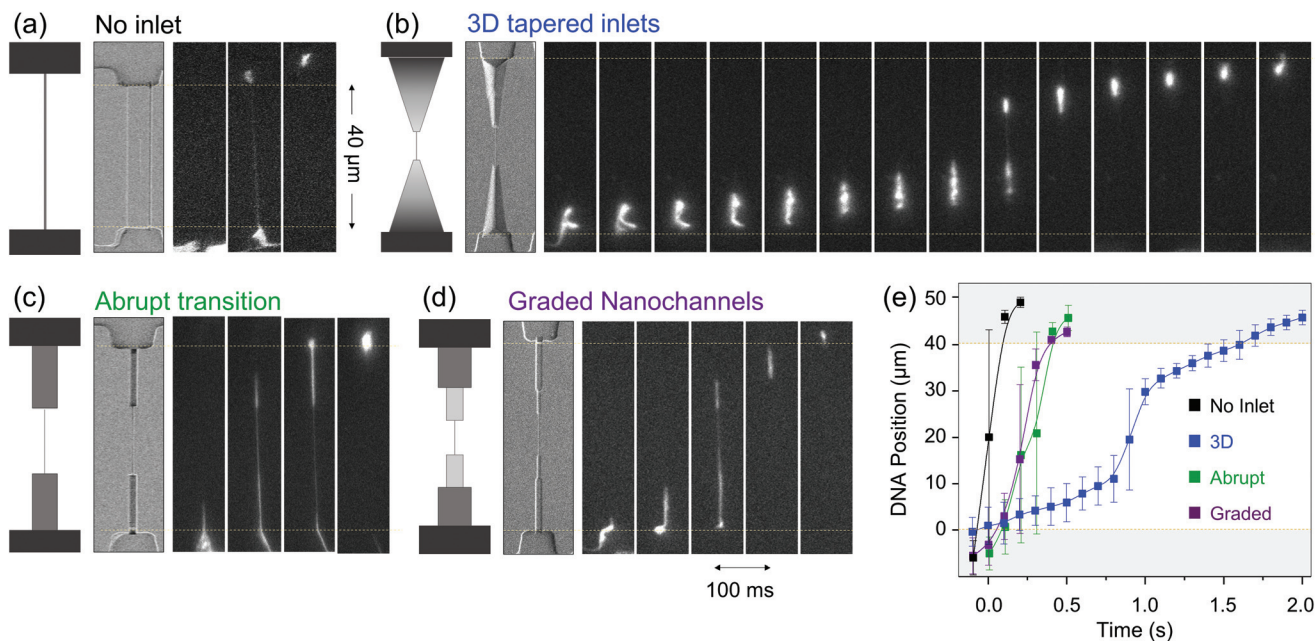 (a) No inlet
40 µm
(b) 3D tapered inlets
(c) Abrupt transition
(d) Graded Nanochannels
100 ms
(e)
50
40
30
20
10
0
DNA Position (µm)
No Inlet
3D
Abrupt
Graded
0.0 0.5 1.0 1.5 2.0
Time (s)